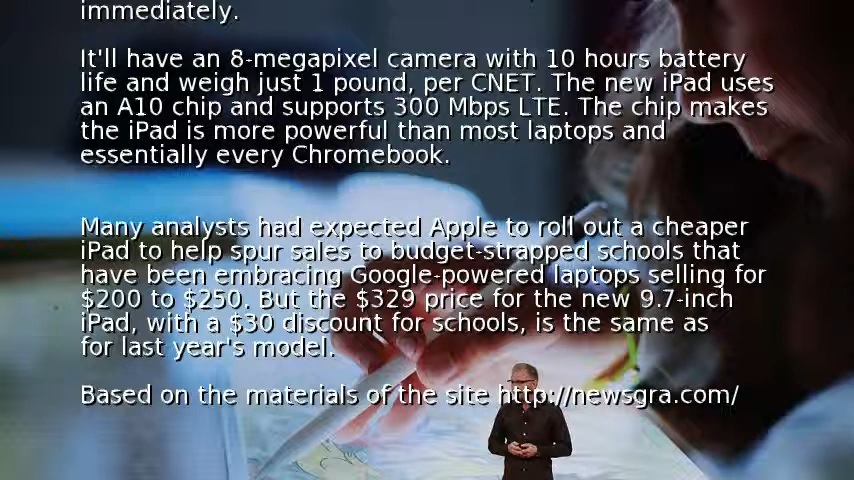 immediately.
It'll have an 8-megapixel camera with 10 hours battery
life and weigh just 1 pound, per CNET. The new iPad uses
an A10 chip and supports 300 Mbps LTE. The chip makes
the iPad is more powerful than most laptops and
essentially every Chromebook.
Many analysts had expected Apple to roll out a cheaper
iPad to help spur sales to budget-strapped schools that
have been embracing Google-powered laptops selling for
$200 to $250. But the $329 price for the new 9.7-inch
iPad, with a $30 discount for schools, is the same as
for last year's model.
Based on the materials of the site http://newsgra.com/